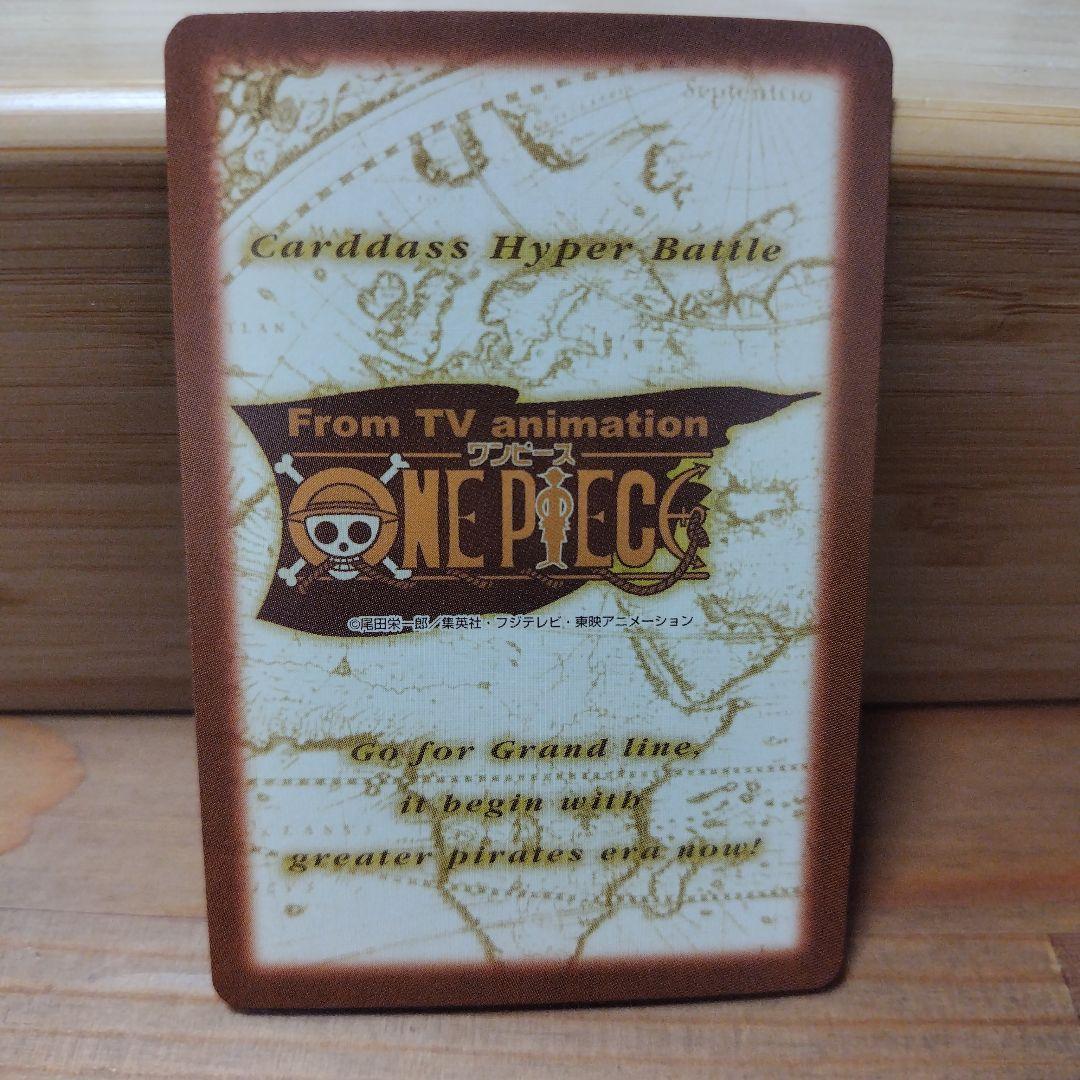 Septentrio
Carddass Hyper Battle
From TV animation
ワンピース
ONE PIECE
©尾田栄一郎／集英社・フジテレビ・東映アニメーション
Go for Grand line,
it begin with
greater pirates era now!